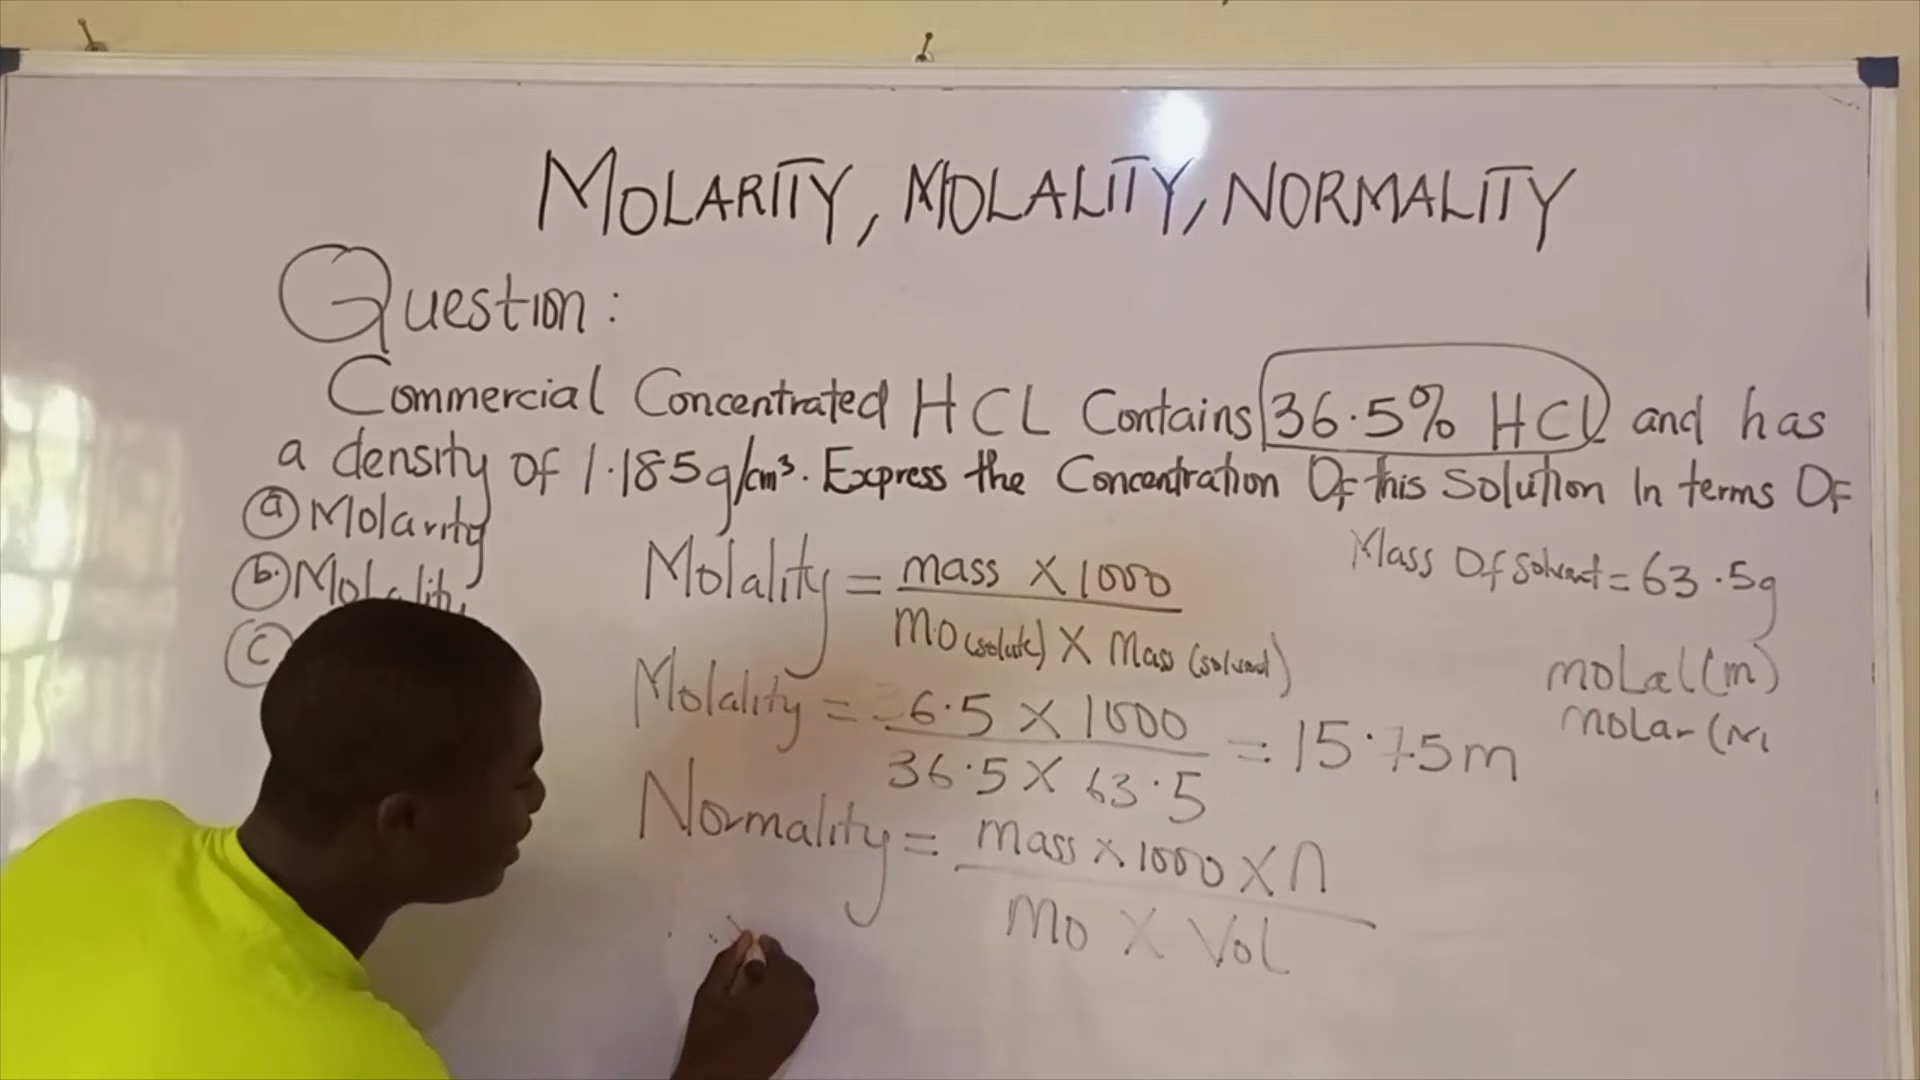 MOLARITY, MOLALITY, NORMALITY
Question:
Commercial Concentrated HCL Contains 36.5% HCl and has
a density of 1.185g/cm³. Express the Concentration Of this Solution In terms Of
ⓐ Molarity
ⓑ Molality
ⓒ
Mass Of Solvent = 63.5g
Molality = mass X 1000
Mo (solute) X Mass (solvent)
molal (m)
molar (M
Molality = 36.5 X 1000
36.5 X 63.5
= 15.75m
Normality = mass X 1000 X n
Mo X Vol